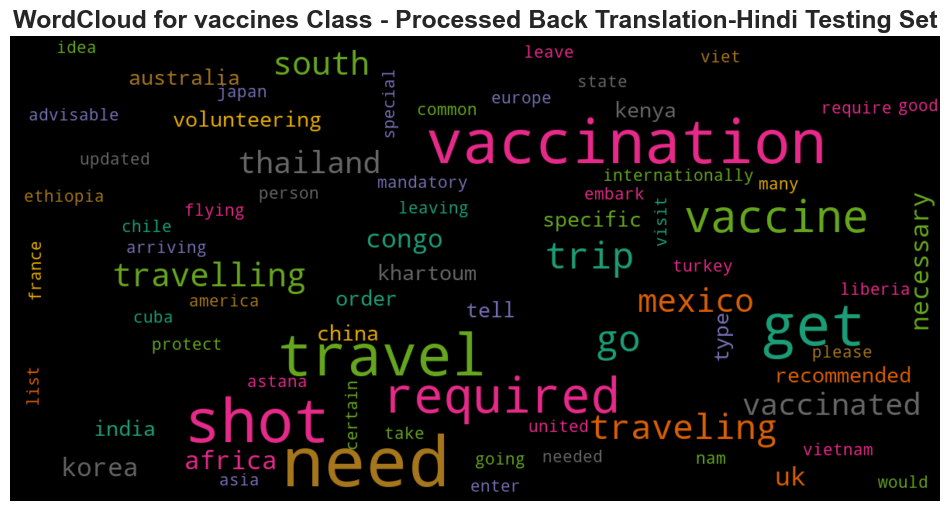 WordCloud for vaccines Class - Processed Back Translation-Hindi Testing Set
idea
leave
viet
south
australia
japan
special
state
advisable
volunteering
common
europe
kenya
require
good
vaccination
updated
thailand
internationally
many
ethiopia
person
mandatory
embark
flying
leaving
specific
visit
vaccine
necessary
chile
arriving
congo
trip
france
travelling
khartoum
turkey
america
order
mexico
liberia
cuba
tell
type
get
china
go
protect
travel
please
list
astana
certain
required
recommended
shot
vaccinated
india
take
united
traveling
korea
africa
need
going
needed
nam
vietnam
asia
enter
uk
would